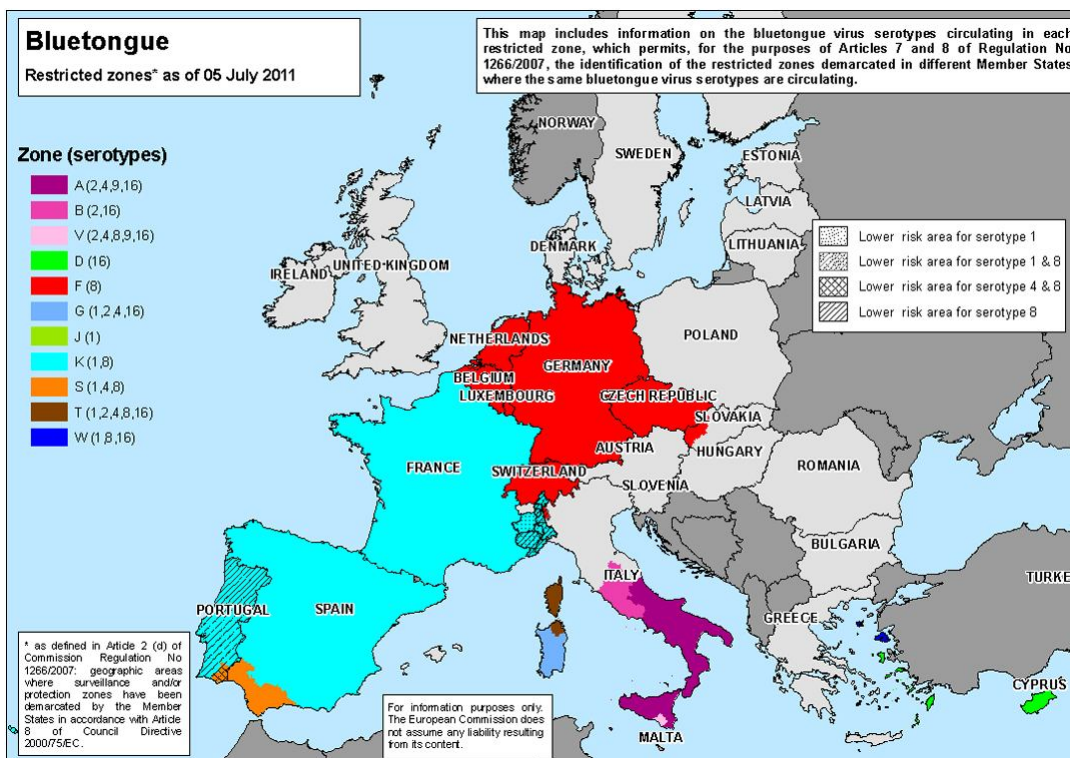 Bluetongue
Restricted zones* as of 05 July 2011
This map includes information on the bluetongue virus serotypes circulating in each
restricted zone, which permits, for the purposes of Articles 7 and 8 of Regulation No
1266/2007, the identification of the restricted zones demarcated in different Member States
where the same bluetongue virus serotypes are circulating.
Zone (serotypes)
A (2,4,9,16)
B (2,16)
V (2,4,8,9,16)
D (16)
F (8)
G (1,2,4,16)
J (1)
K (1,8)
S (1,4,8)
T (1,2,4,8,16)
W (1,8,16)
Lower risk area for serotype 1
Lower risk area for serotype 1 & 8
Lower risk area for serotype 4 & 8
Lower risk area for serotype 8
NORWAY
SWEDEN
ESTONIA
LATVIA
LITHUANIA
DENMARK
IRELAND
UNITED KINGDOM
NETHERLANDS
POLAND
GERMANY
BELGIUM
LUXEMBOURG
CZECH REPUBLIC
SLOVAKIA
AUSTRIA
HUNGARY
FRANCE
SWITZERLAND
ROMANIA
SLOVENIA
BULGARIA
ITALY
TURKE
PORTUGAL
SPAIN
GREECE
CYPRUS
MALTA
* as defined in Article 2 (d) of
Commission Regulation No
1266/2007: geographic areas
where surveillance and/or
protection zones have been
demarcated by the Member
States in accordance with Article
8 of Council Directive
2000/75/EC.
For information purposes only.
The European Commission does
not assume any liability resulting
from its content.